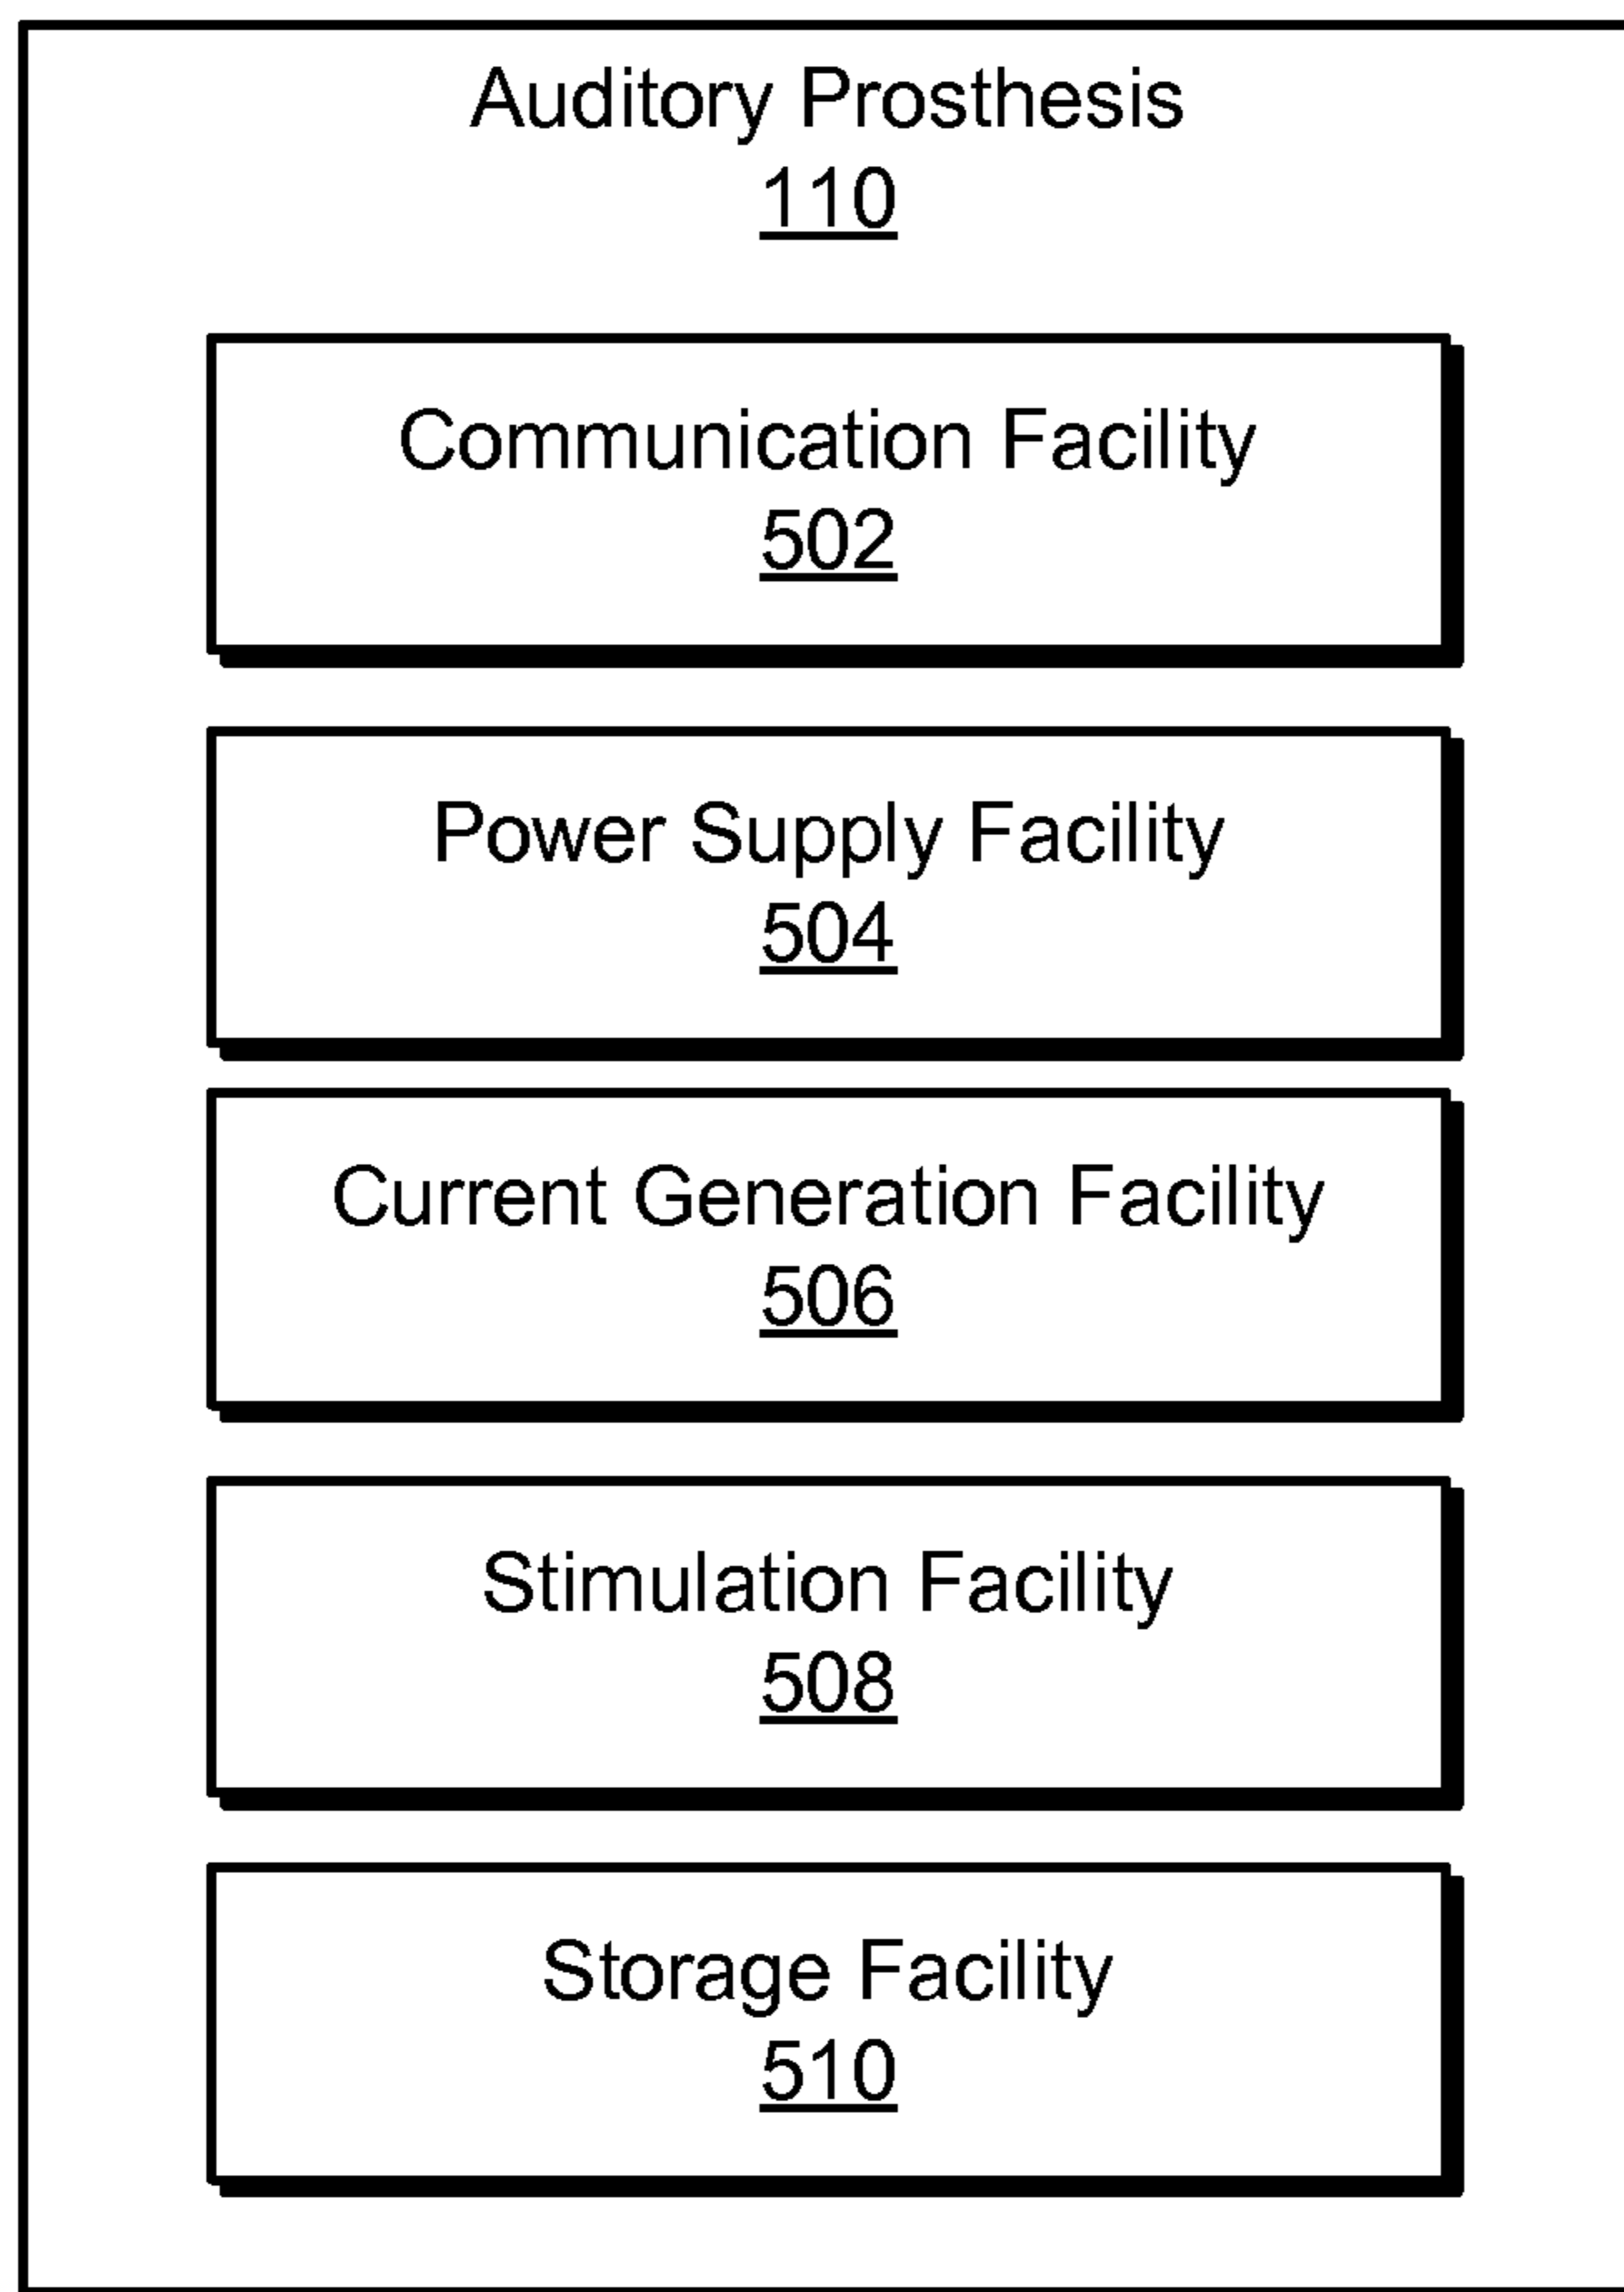 Auditory Prosthesis
110
Communication Facility
502
Power Supply Facility
504
Current Generation Facility
506
Stimulation Facility
508
Storage Facility
510